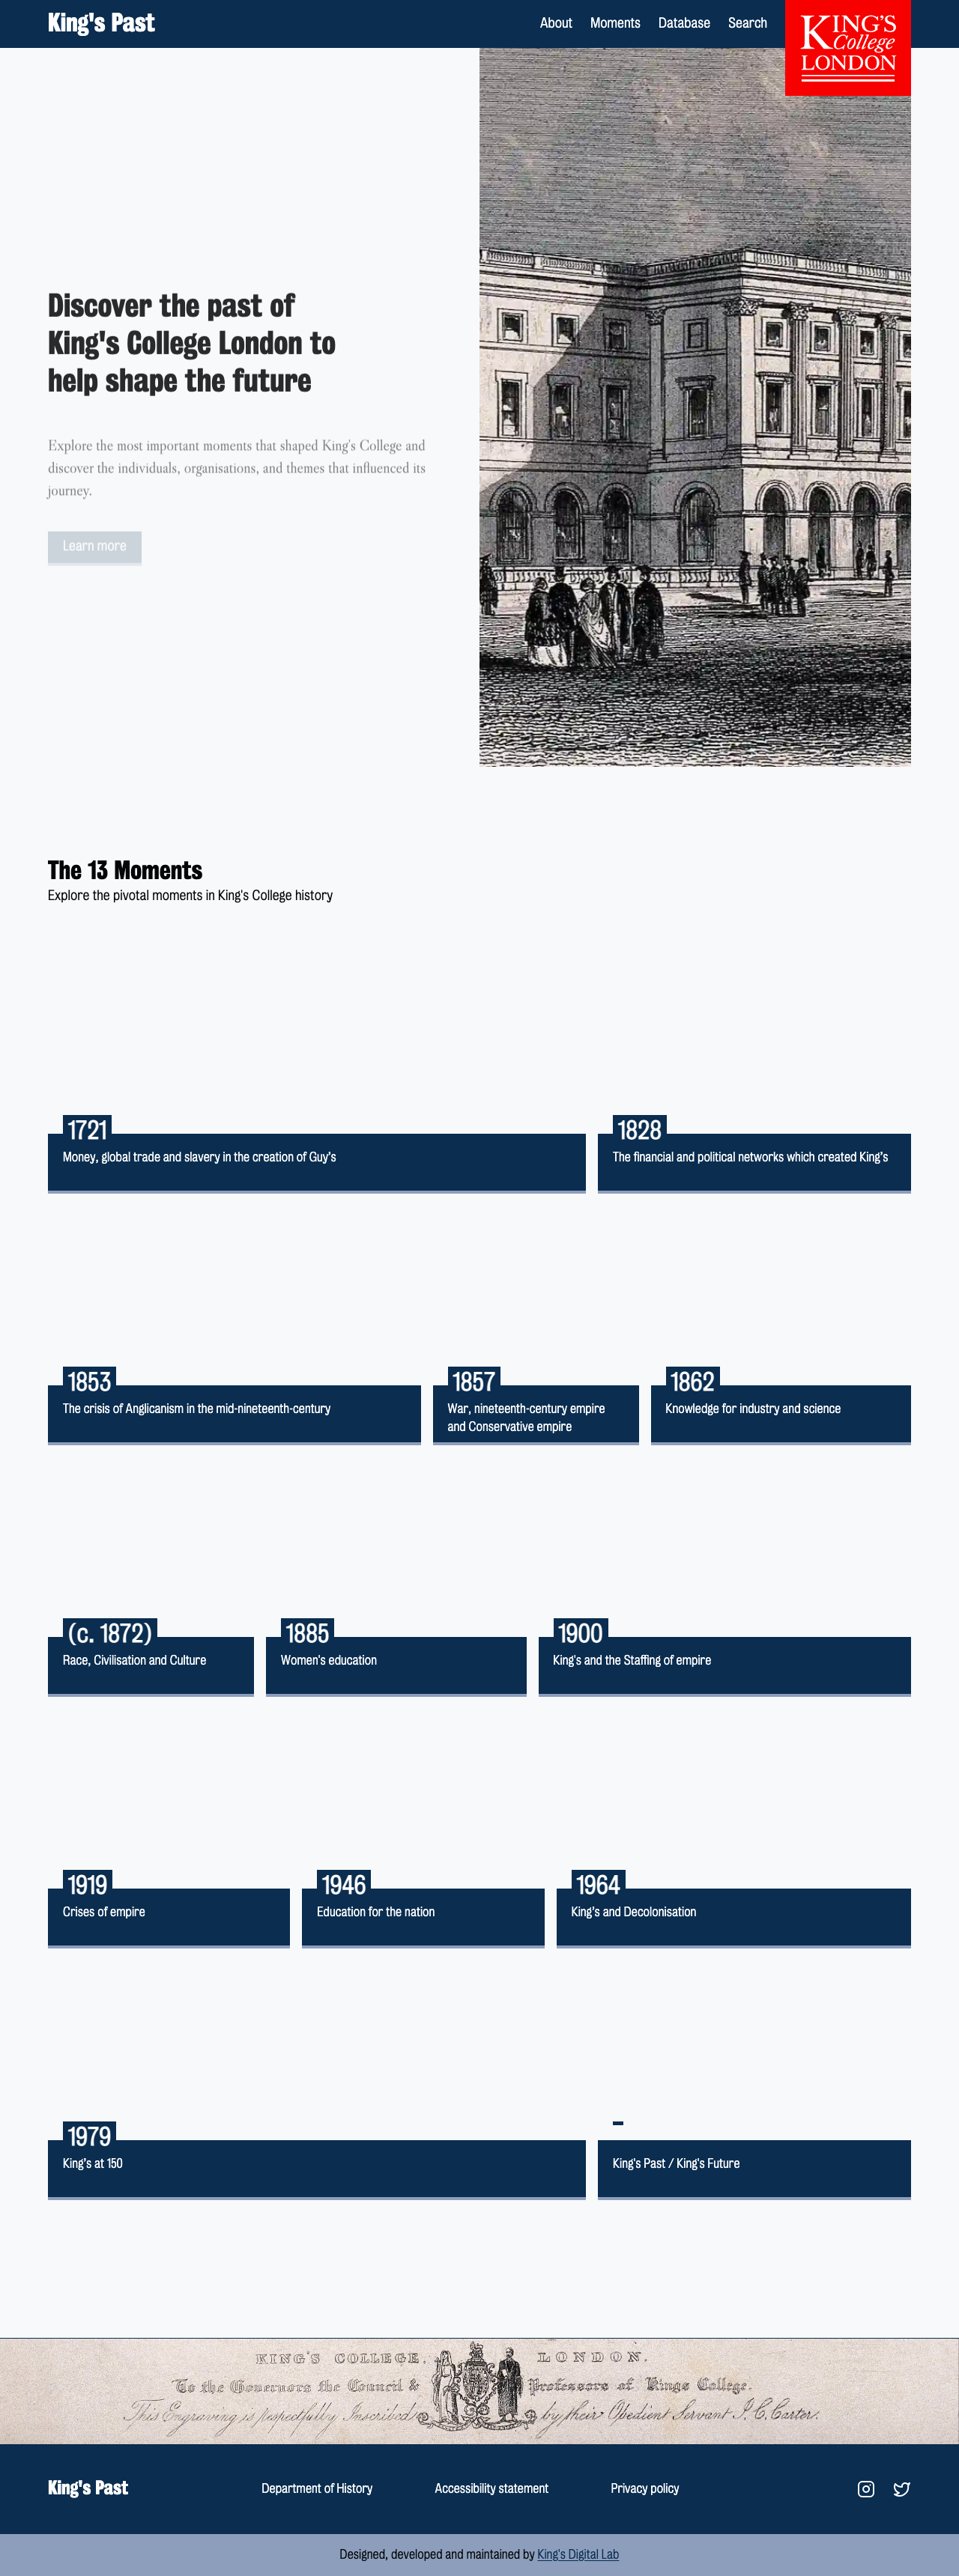 King's Past
About Moments Database Search
KING'S
College
LONDON
Discover the past of
King's College London to
help shape the future
Explore the most important moments that shaped King's College and
discover the individuals, organisations, and themes that influenced its
journey.
Learn more
The 13 Moments
Explore the pivotal moments in King's College history
1721
Money, global trade and slavery in the creation of Guy's
1828
The financial and political networks which created King's
1853
The crisis of Anglicanism in the mid-nineteenth-century
1857
War, nineteenth-century empire
and Conservative empire
1862
Knowledge for industry and science
(c. 1872)
Race, Civilisation and Culture
1885
Women's education
1900
King's and the Staffing of empire
1919
Crises of empire
1946
Education for the nation
1964
King's and Decolonisation
1979
King's at 150
King's Past / King's Future
KING'S COLLEGE, LONDON.
To the Governors the Council & Professors of Kings College.
This Engraving is respectfully Inscribed by their Obedient Servant J. C. Carter.
King's Past
Department of History
Accessibility statement
Privacy policy
Designed, developed and maintained by King's Digital Lab